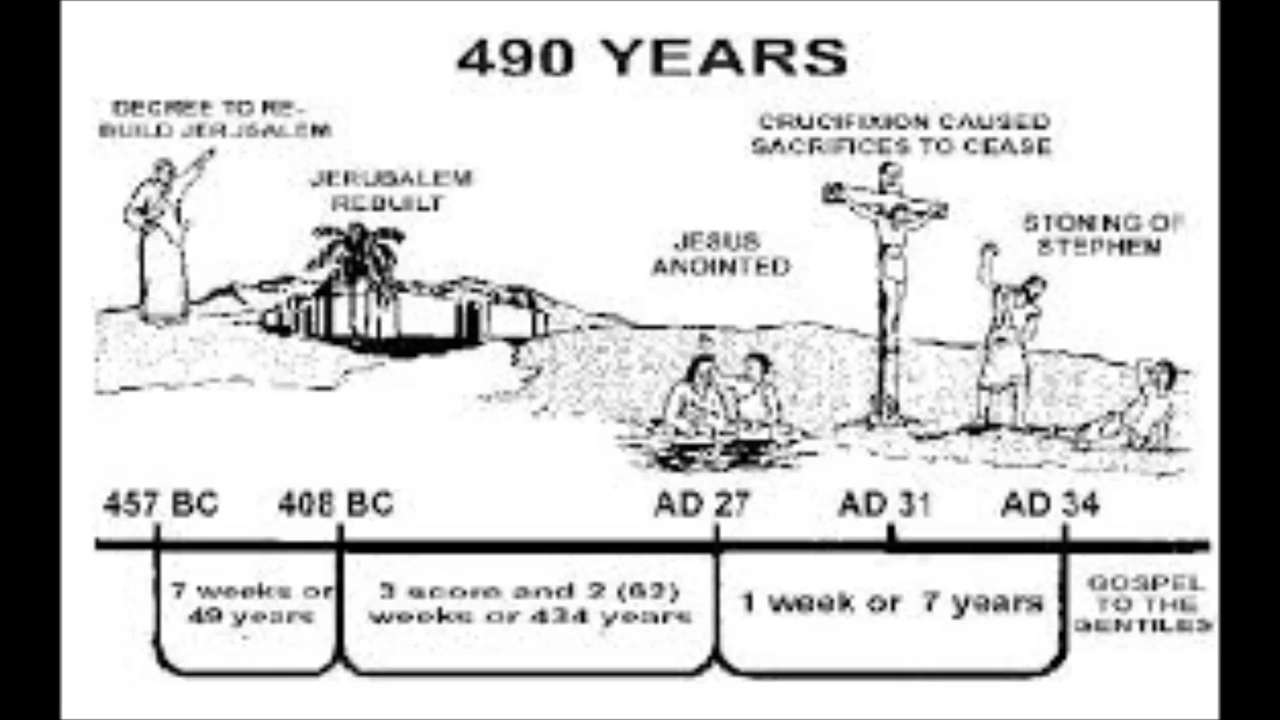 490 YEARS
DEGREE TO RE-
BUILD JERUSALEM
JERUSALEM
REBUILT
CRUCIFIXION CAUSED
SACRIFICES TO CEASE
JESUS
ANOINTED
STONING OF
STEPHEN
457 BC
408 BC
AD 27
AD 31
AD 34
7 weeks or
49 years
3 score and 2 (62)
weeks or 434 years
1 week or 7 years
GOSPEL
TO THE
GENTILES